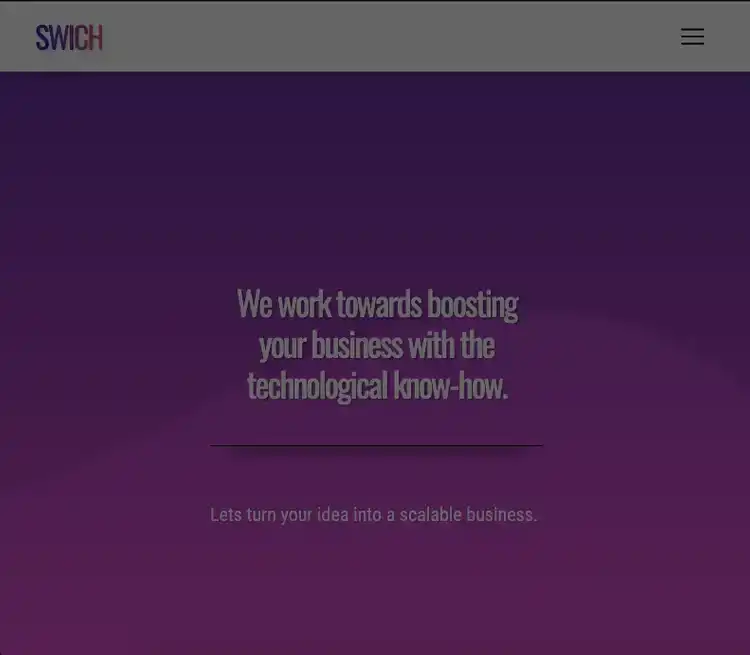 SWICH
We work towards boosting
your business with the
technological know-how.
Lets turn your idea into a scalable business.